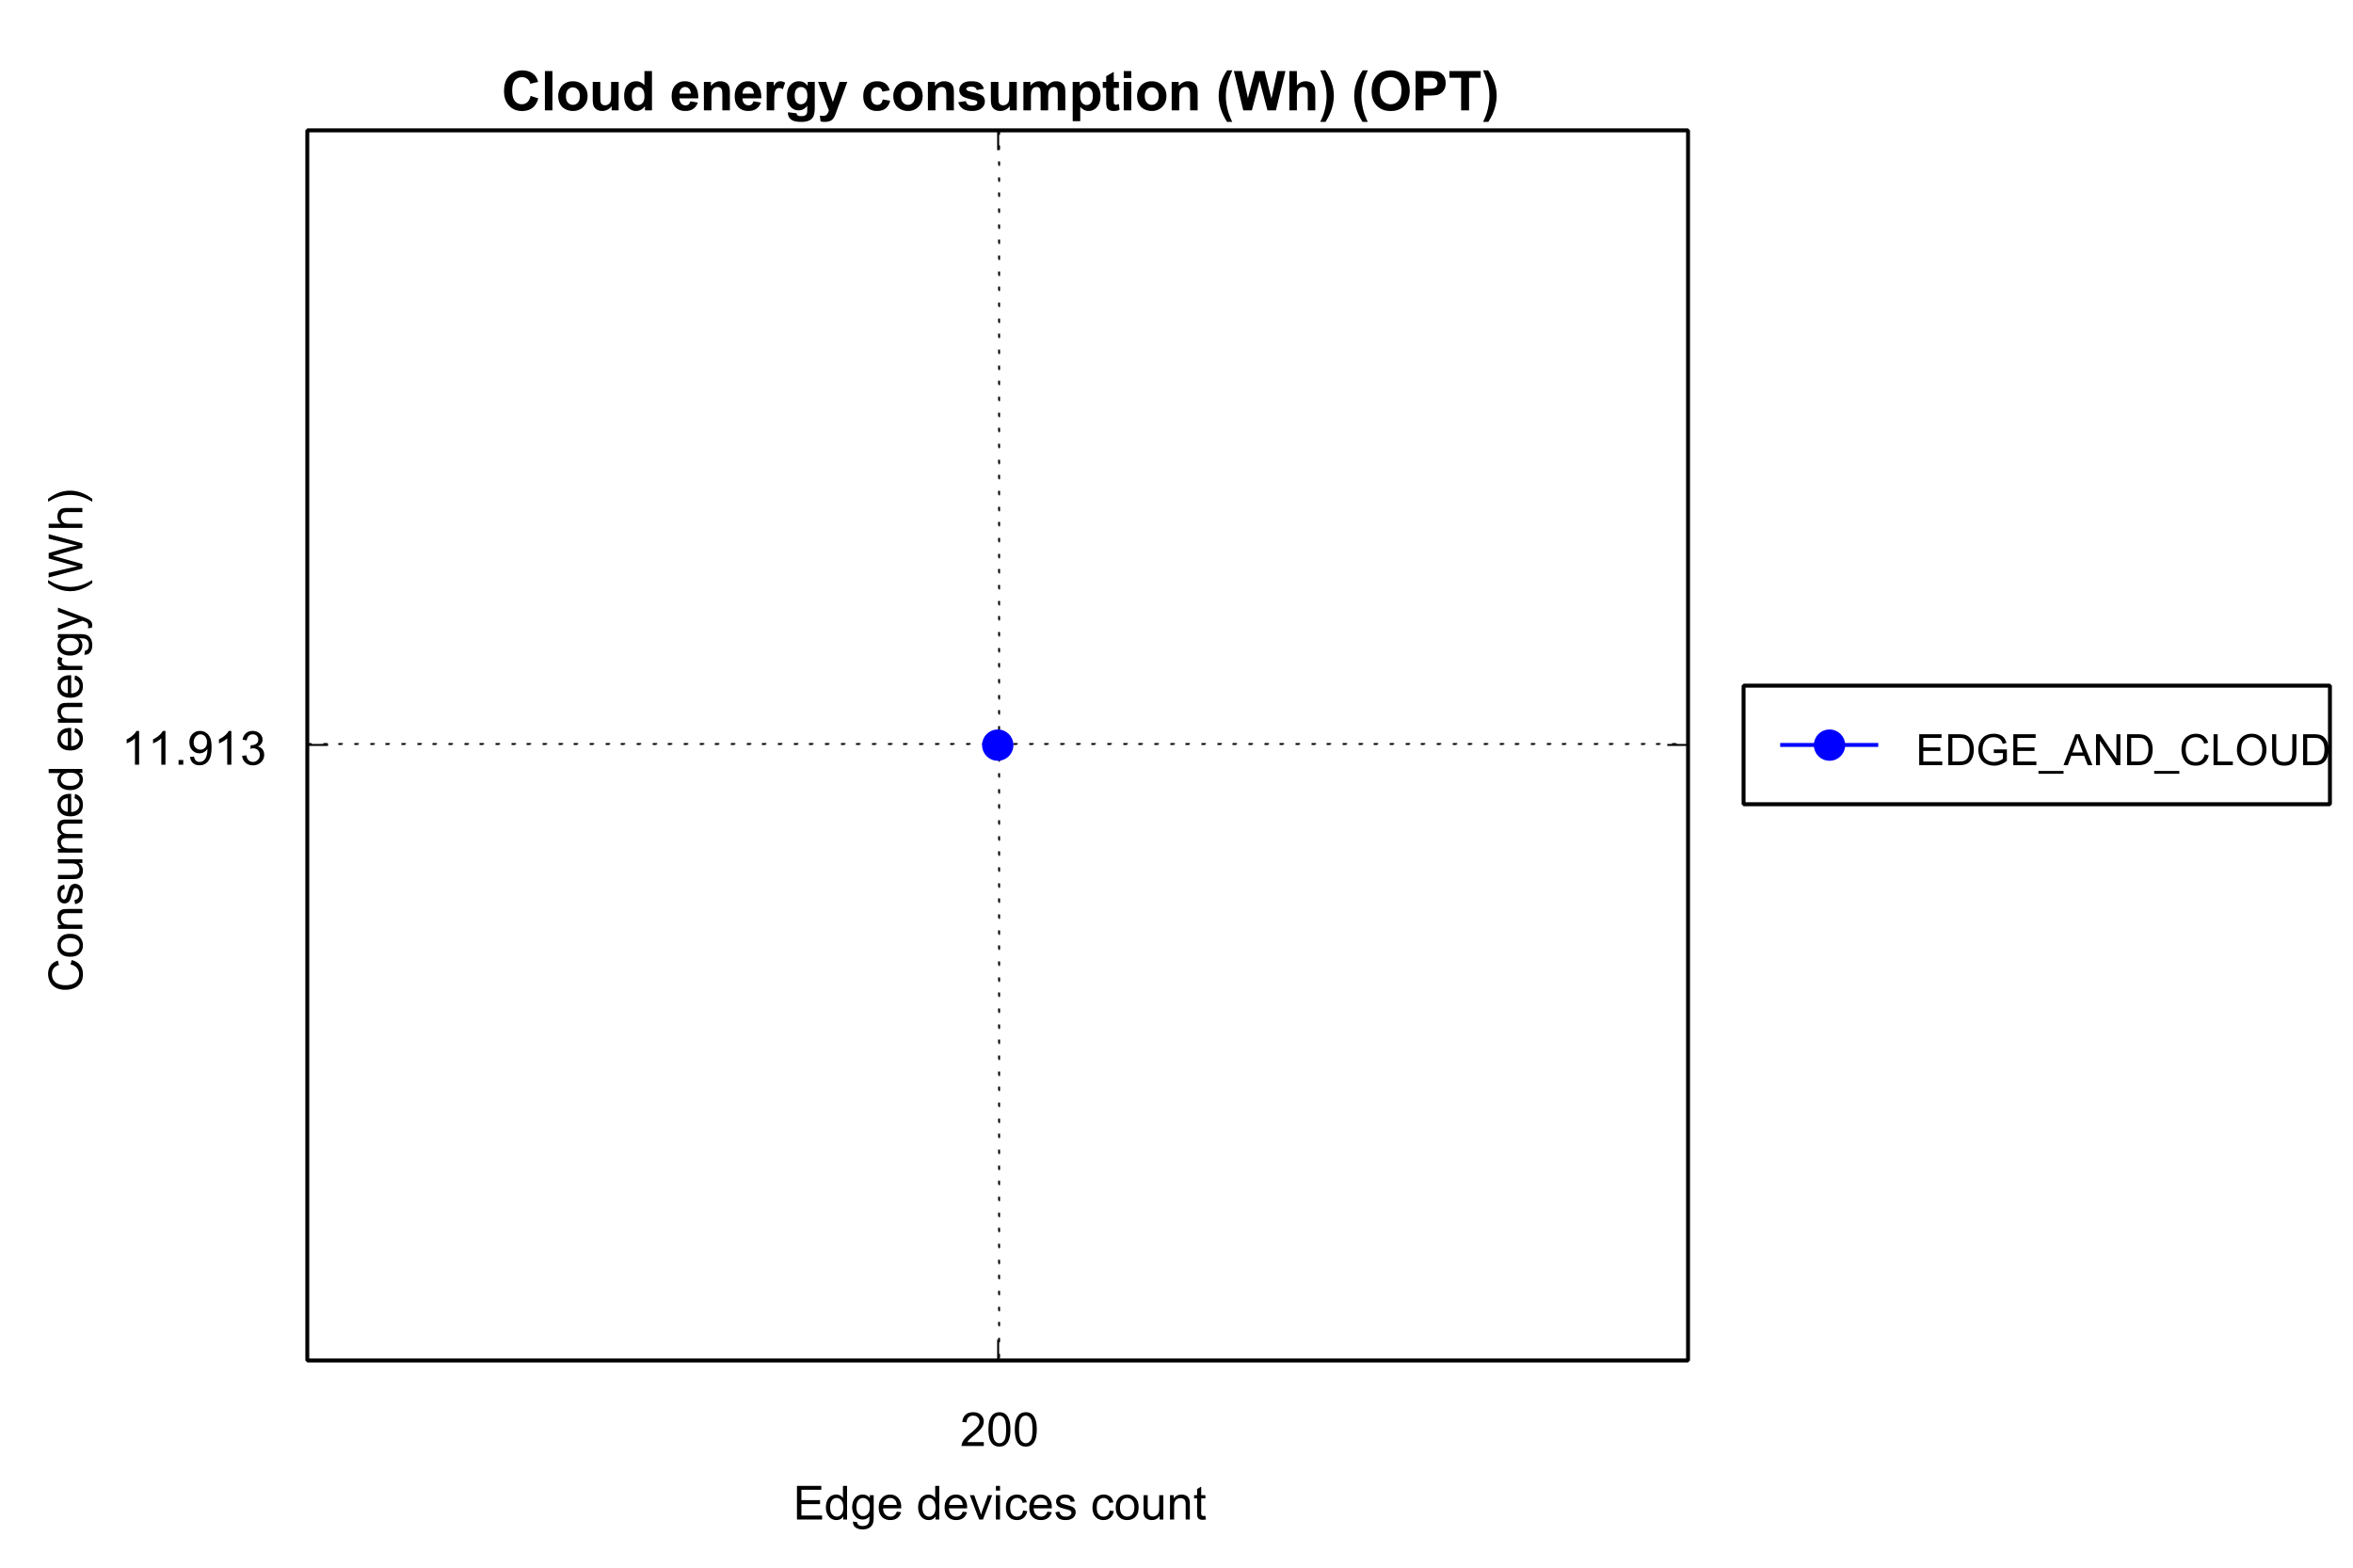 Cloud energy consumption (Wh) (OPT)
Consumed energy (Wh)
11.913
EDGE_AND_CLOUD
200
Edge devices count